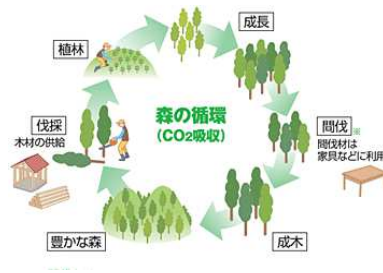 成長
植林
森の循環
(CO2吸収)
伐採
木材の供給
間伐※
間伐材は
家具などに利用
豊かな森
成木